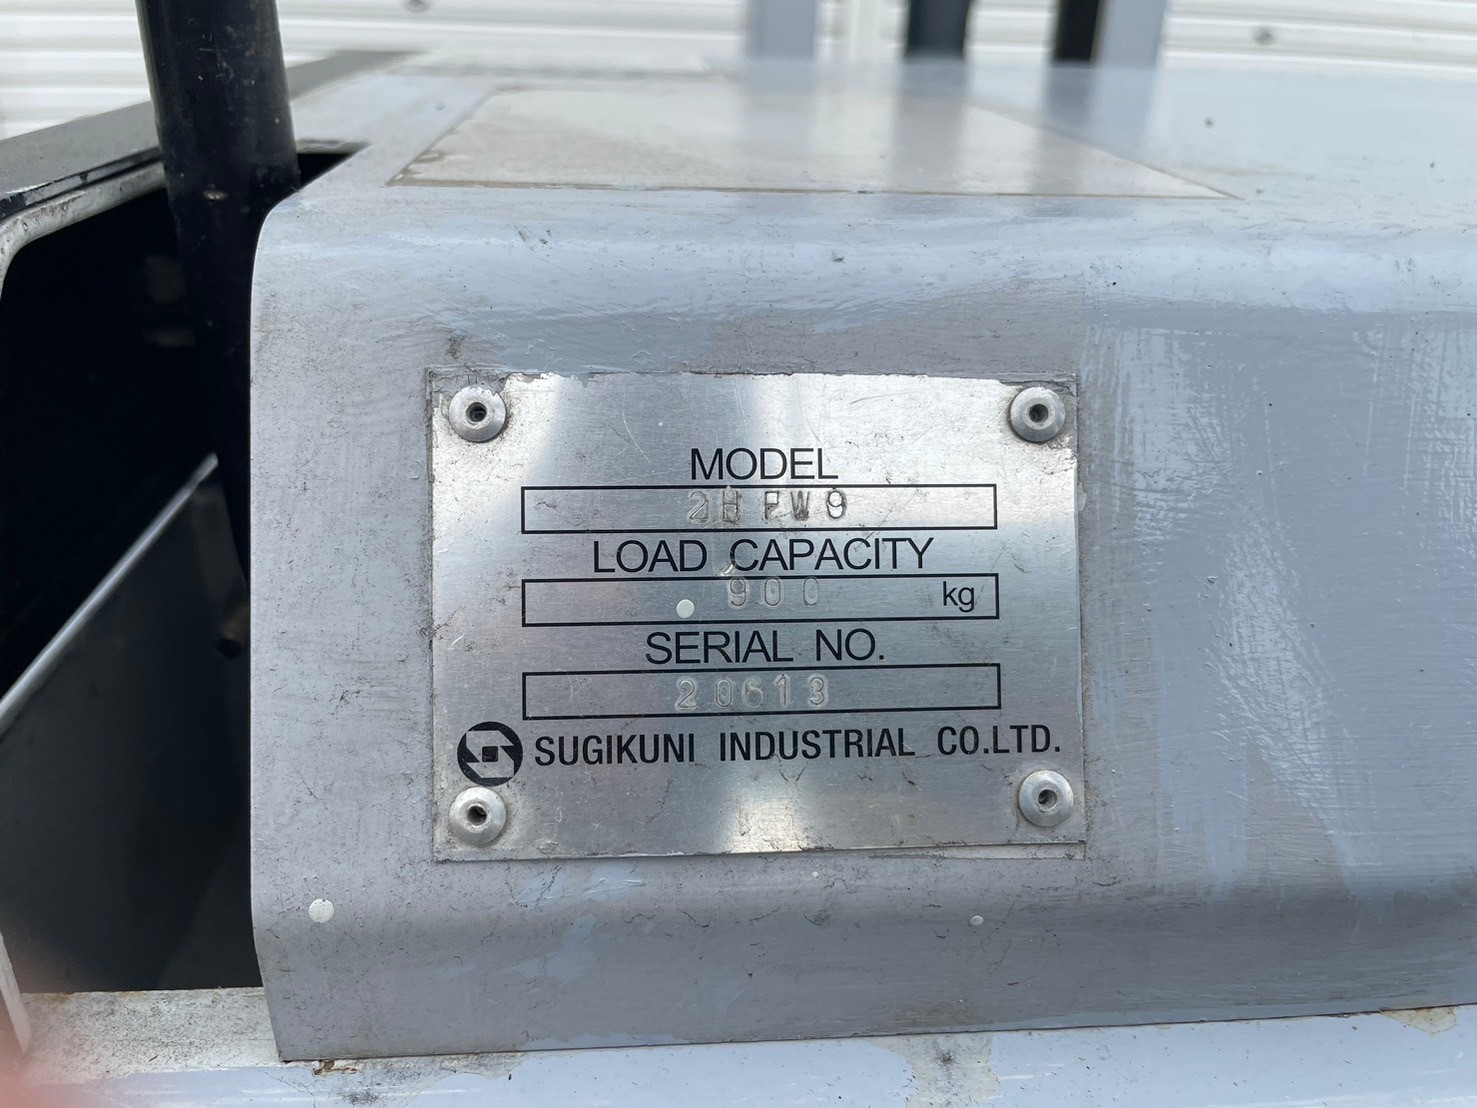 MODEL
2HFW9
LOAD CAPACITY
900 kg
SERIAL NO.
20613
SUGIKUNI INDUSTRIAL CO.LTD.